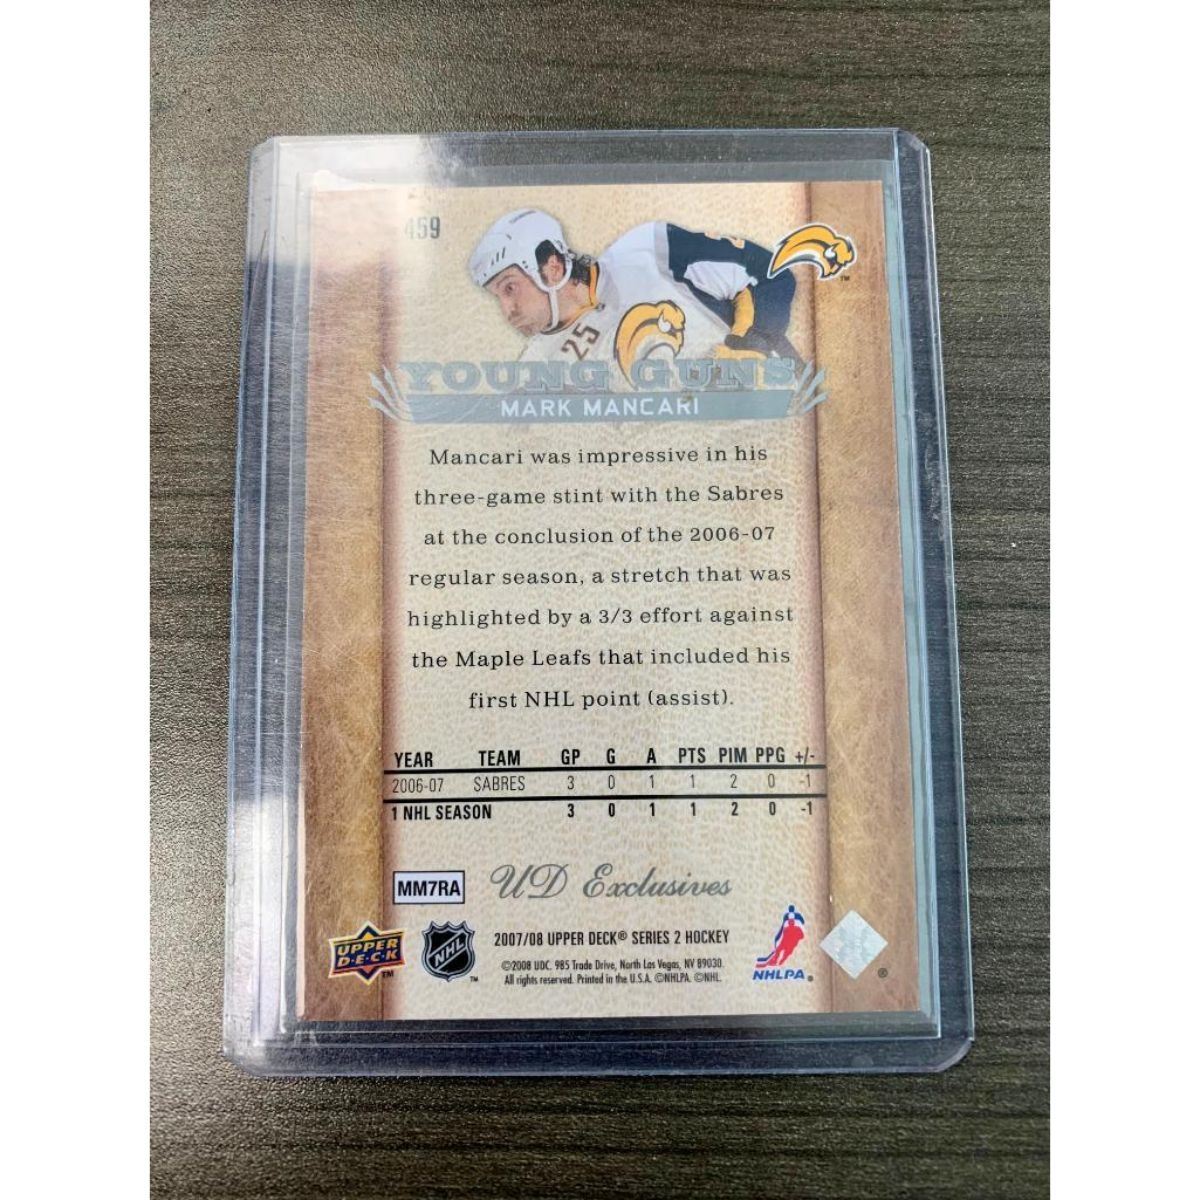 459
25
YOUNG GUNS
MARK MANCARI
Mancari was impressive in his
three-game stint with the Sabres
at the conclusion of the 2006-07
regular season, a stretch that was
highlighted by a 3/3 effort against
the Maple Leafs that included his
first NHL point (assist).
YEAR TEAM GP G A PTS PIM PPG +/-
2006-07 SABRES 3 0 1 1 2 0 -1
1 NHL SEASON 3 0 1 1 2 0 -1
MM7RA UD Exclusives
UPPER
D·E·C·K TM
NHL TM
2007/08 UPPER DECK® SERIES 2 HOCKEY
©2008 UDC. 985 Trade Drive, North Las Vegas, NV 89030.
All rights reserved. Printed in the U.S.A. ©NHLPA. ©NHL.
NHLPA®
®